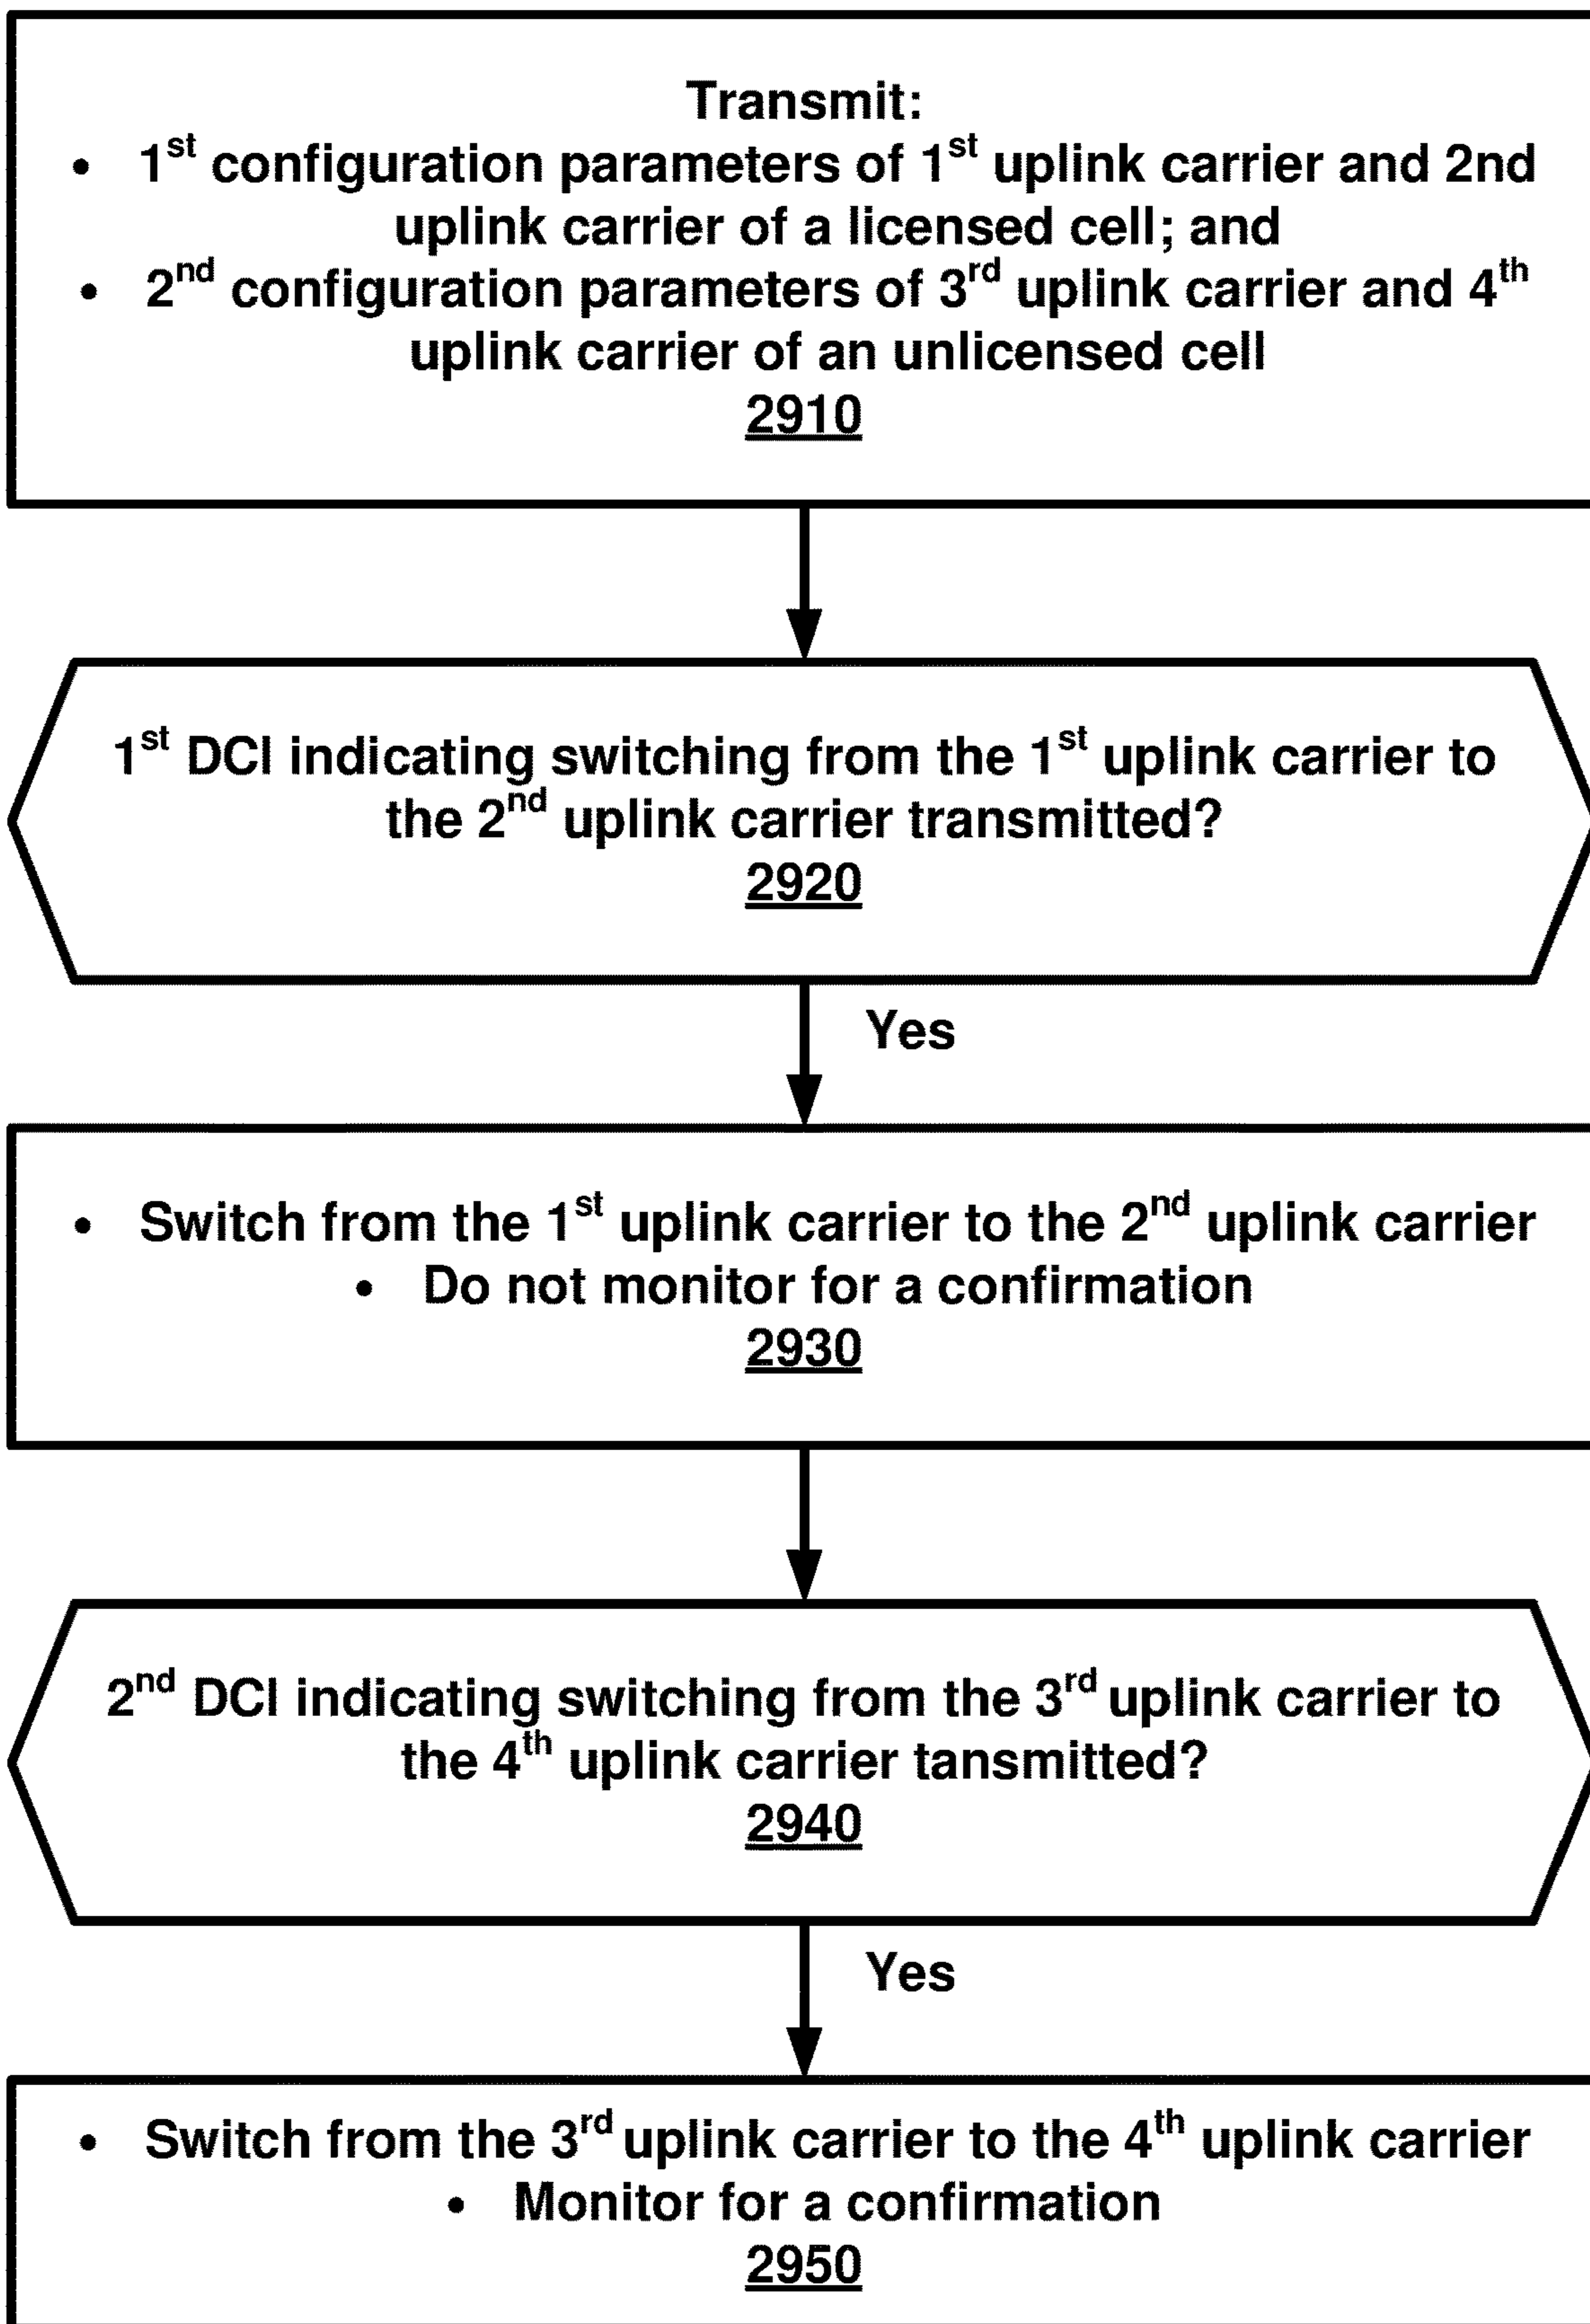 Transmit:
• 1st configuration parameters of 1st uplink carrier and 2nd
uplink carrier of a licensed cell; and
• 2nd configuration parameters of 3rd uplink carrier and 4th
uplink carrier of an unlicensed cell
2910
1st DCI indicating switching from the 1st uplink carrier to
the 2nd uplink carrier transmitted?
2920
Yes
• Switch from the 1st uplink carrier to the 2nd uplink carrier
• Do not monitor for a confirmation
2930
2nd DCI indicating switching from the 3rd uplink carrier to
the 4th uplink carrier tansmitted?
2940
Yes
• Switch from the 3rd uplink carrier to the 4th uplink carrier
• Monitor for a confirmation
2950